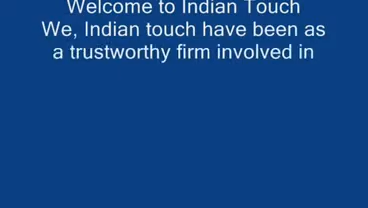 Welcome to Indian Touch
We, Indian touch have been as
a trustworthy firm involved in